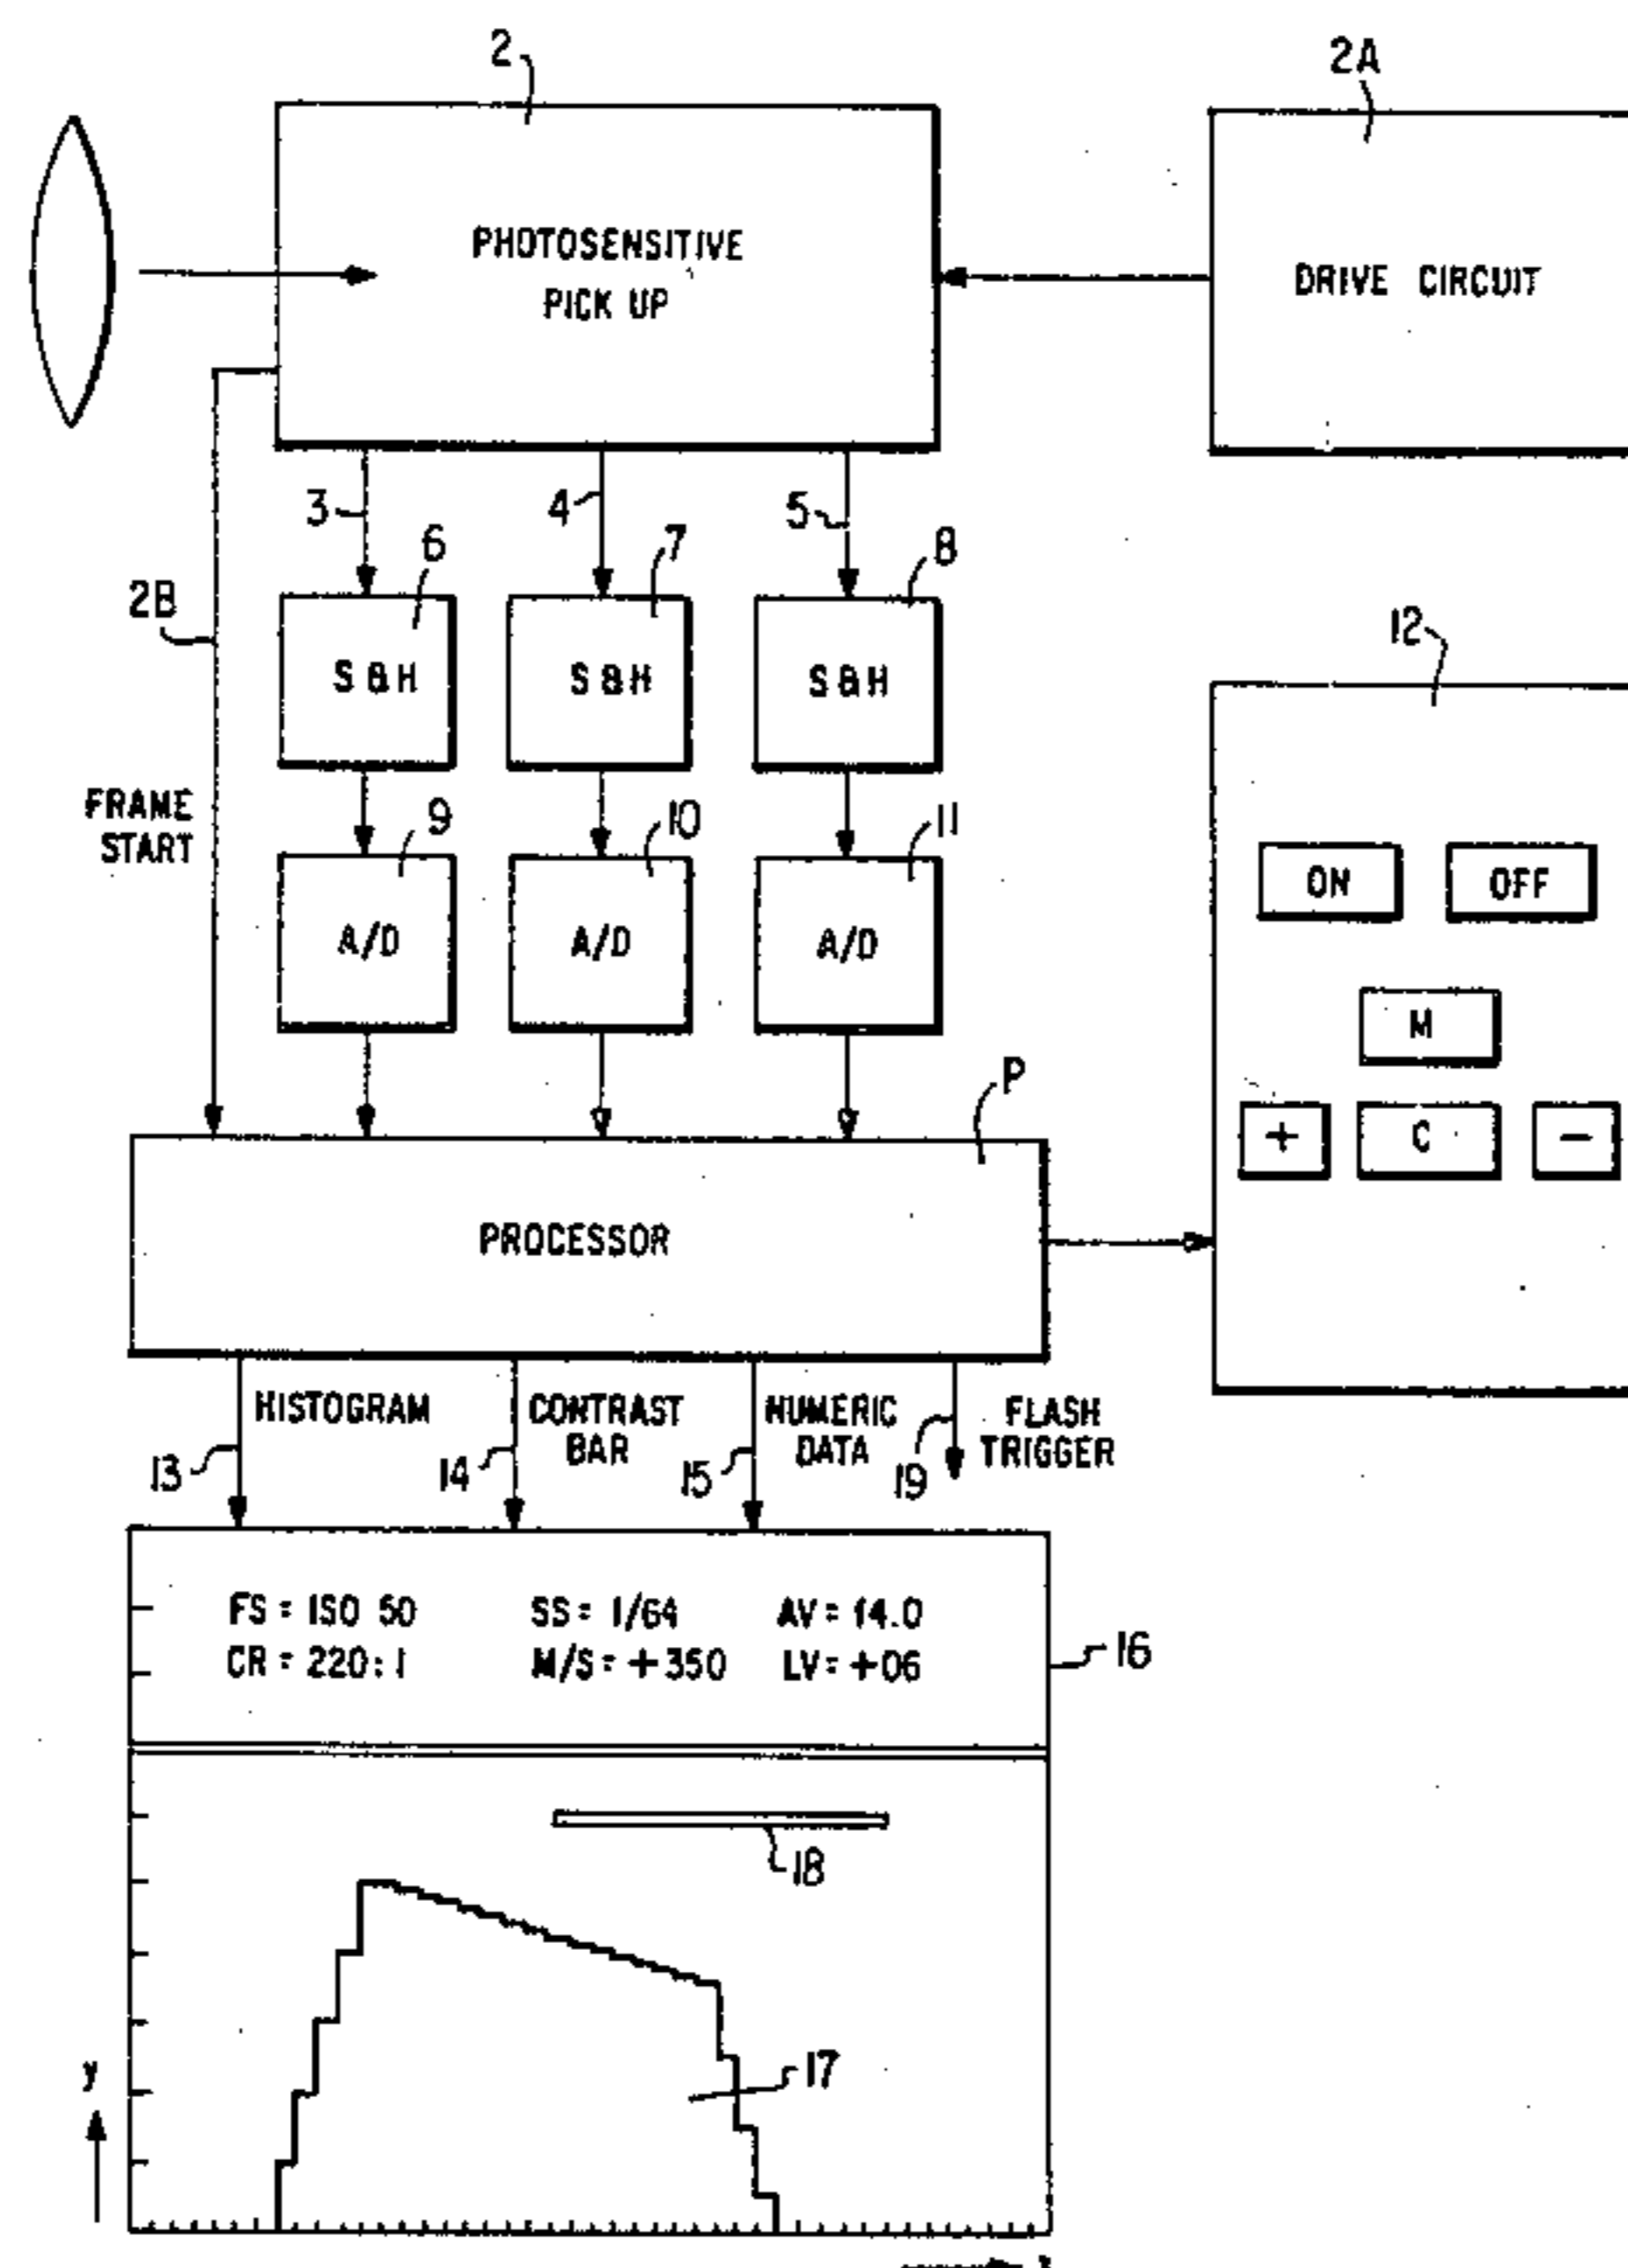 2
2A
PHOTOSENSITIVE
PICK UP
DRIVE CIRCUIT
3
4
5
6
7
8
2B
12
S & H
S & H
S & H
FRAME
START
9
10
11
ON
OFF
A/D
A/D
A/D
M
P
+
C
-
PROCESSOR
HISTOGRAM
CONTRAST
BAR
NUMERIC
DATA
FLASH
TRIGGER
13
14
15
19
FS = ISO 50
SS = 1/64
AV = f4.0
CR = 220:1
M/S = +350
LV = +06
16
18
17
y